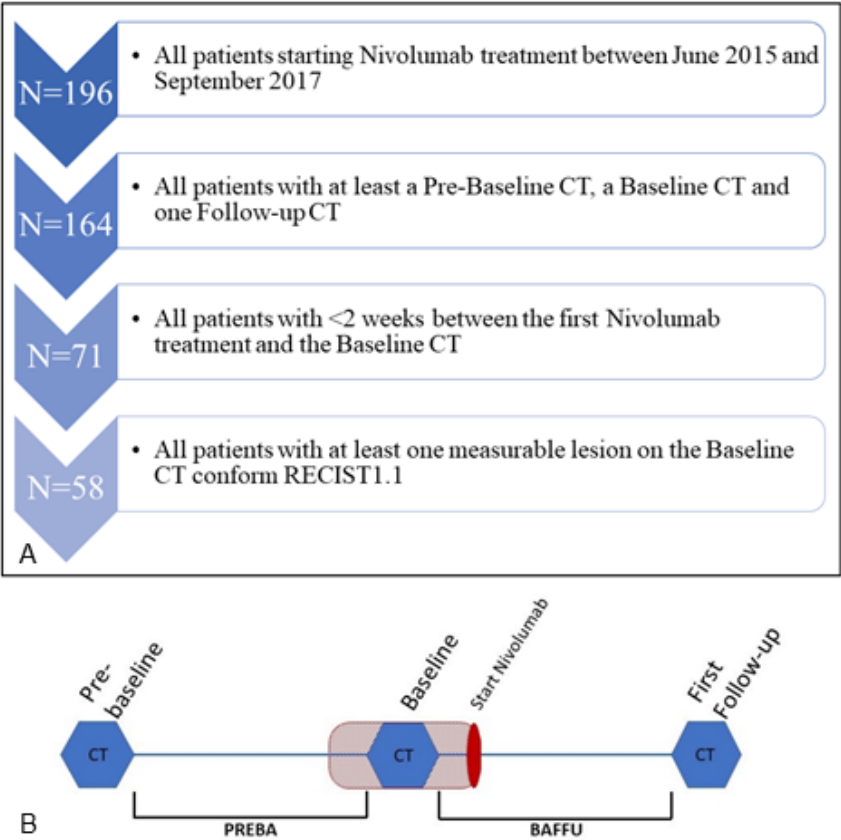 N=196
• All patients starting Nivolumab treatment between June 2015 and
September 2017
N=164
• All patients with at least a Pre-Baseline CT, a Baseline CT and
one Follow-up CT
N=71
• All patients with <2 weeks between the first Nivolumab
treatment and the Baseline CT
N=58
• All patients with at least one measurable lesion on the Baseline
CT conform RECIST1.1
A
Pre-
baseline
Baseline
Start Nivolumab
First
Follow-up
CT
CT
CT
PREBA
BAFFU
B